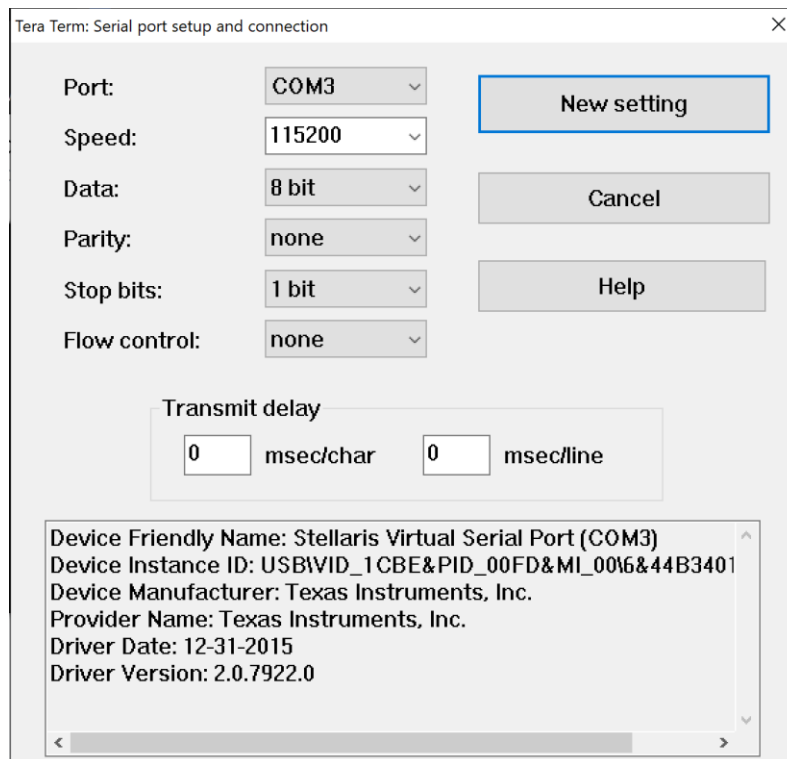 Tera Term: Serial port setup and connection
Port: COM3 New setting
Speed: 115200
Data: 8 bit Cancel
Parity: none
Stop bits: 1 bit Help
Flow control: none
Transmit delay
0 msec/char 0 msec/line
Device Friendly Name: Stellaris Virtual Serial Port (COM3)
Device Instance ID: USB\VID_1CBE&PID_00FD&MI_00\6&44B3401
Device Manufacturer: Texas Instruments, Inc.
Provider Name: Texas Instruments, Inc.
Driver Date: 12-31-2015
Driver Version: 2.0.7922.0